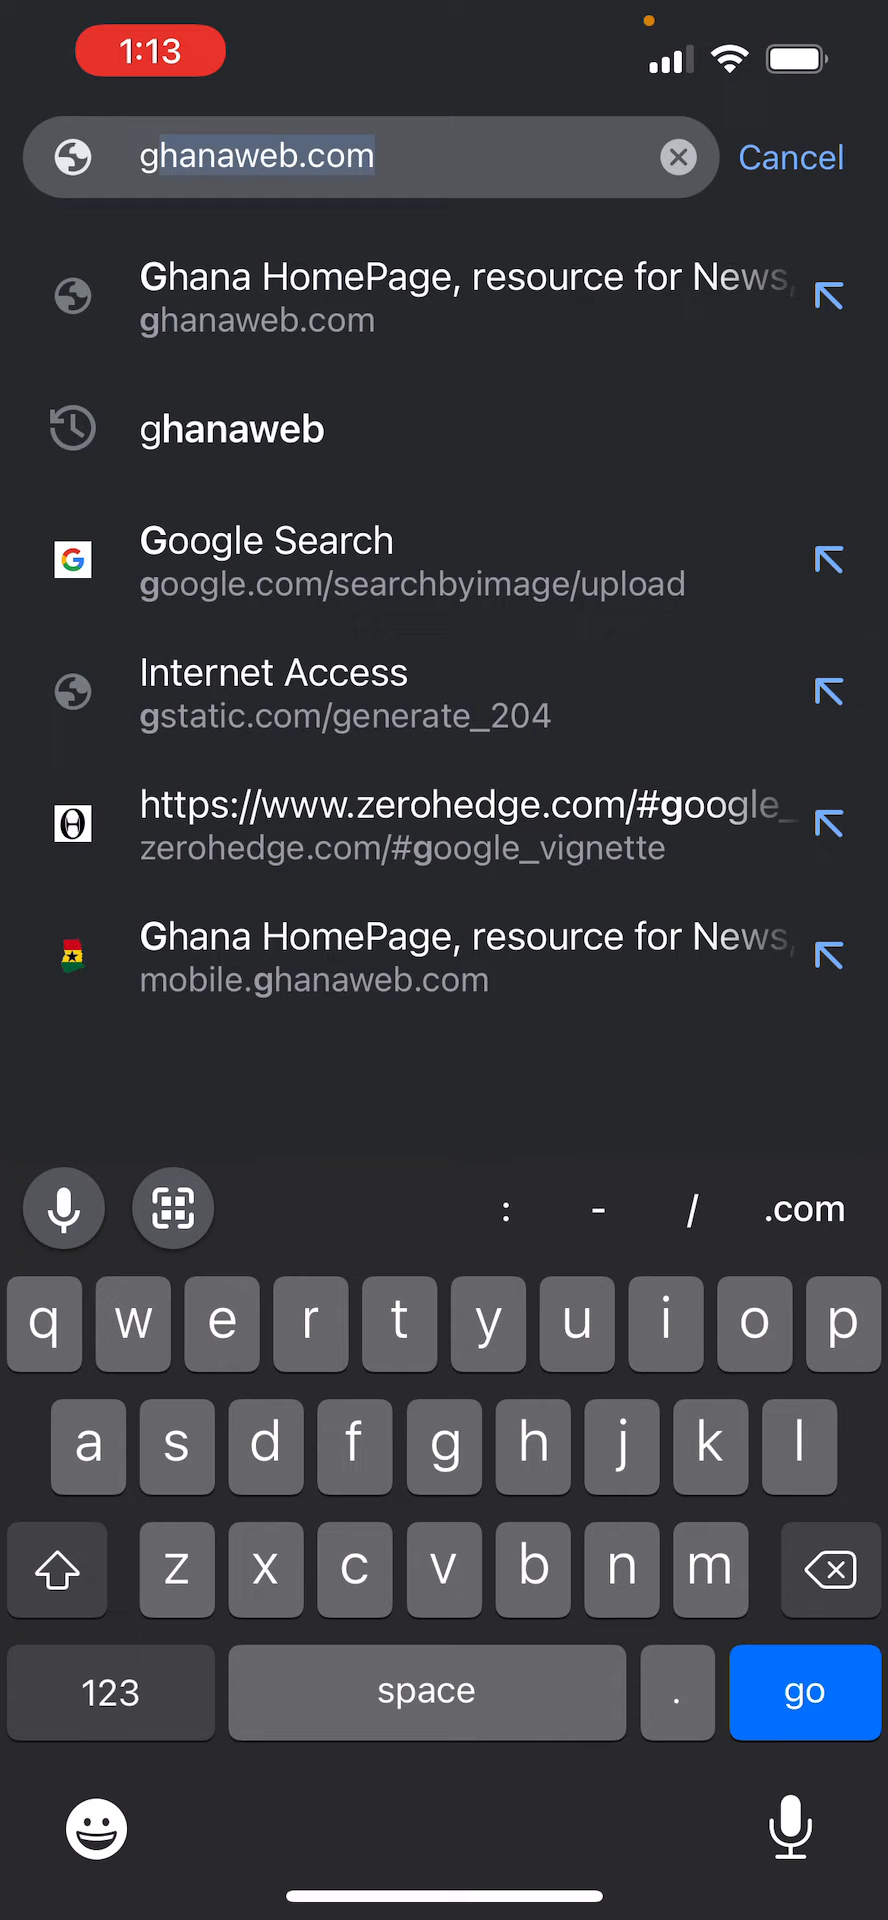 1:13
ghanaweb.com
Cancel
Ghana HomePage, resource for News,
ghanaweb.com
ghanaweb
Google Search
google.com/searchbyimage/upload
Internet Access
gstatic.com/generate_204
https://www.zerohedge.com/#google_
zerohedge.com/#google_vignette
Ghana HomePage, resource for News,
mobile.ghanaweb.com
: - / .com
q w e r t y u i o p
a s d f g h j k l
z x c v b n m
123 space . go